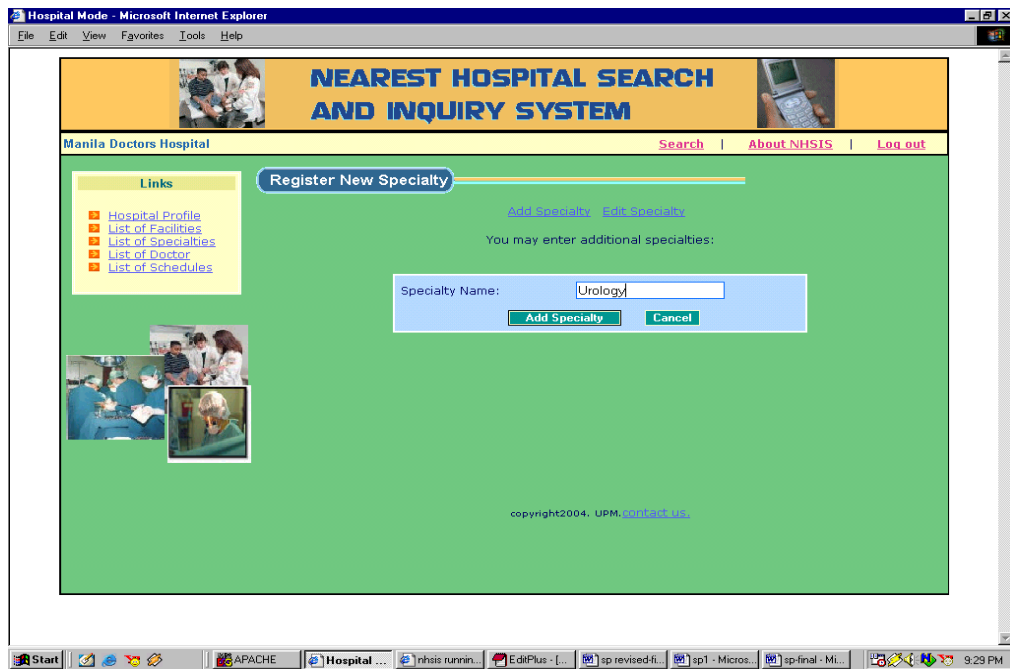 Hospital Mode - Microsoft Internet Explorer
File Edit View Favorites Tools Help
NEAREST HOSPITAL SEARCH
AND INQUIRY SYSTEM
Manila Doctors Hospital
Search | About NHSIS | Log out
Links
Hospital Profile
List of Facilities
List of Specialties
List of Doctor
List of Schedules
Register New Specialty
Add Specialty Edit Specialty
You may enter additional specialties:
Specialty Name: Urology
Add Specialty Cancel
copyright2004. UPM.contact us.
Start APACHE Hospital ... nhsis runnin... EditPlus - [... sp revised-fi... sp1 - Micros... sp-final - Mi... 9:29 PM